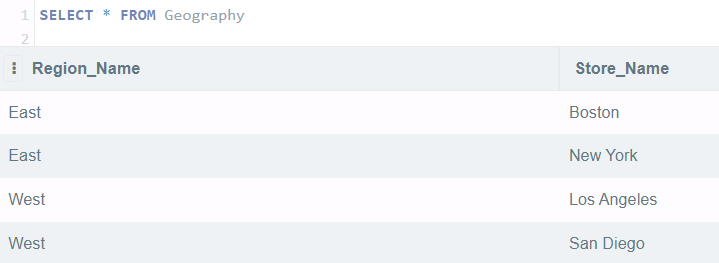 1 SELECT * FROM Geography
2
Region_Name Store_Name
East Boston
East New York
West Los Angeles
West San Diego